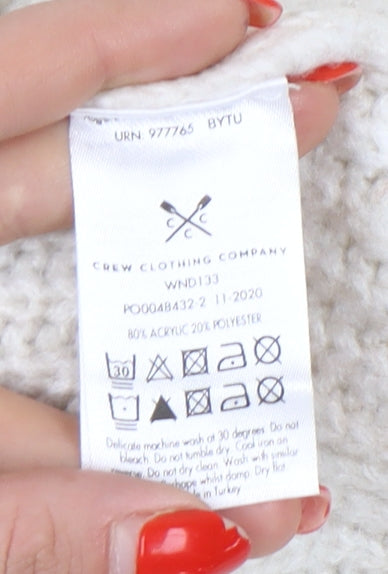 URN. 977765 BYTU
C C
C
CREW CLOTHING COMPANY
WND133
PO004B432-2 11-2020
80% ACRYLIC 20% POLYESTER
30
Delicate machine wash at 30 degrees. Do not
bleach. Do not tumble dry. Cool iron on
reverse. Do not dry clean. Wash with similar
shape whilst damp. Dry flat
in Turkey